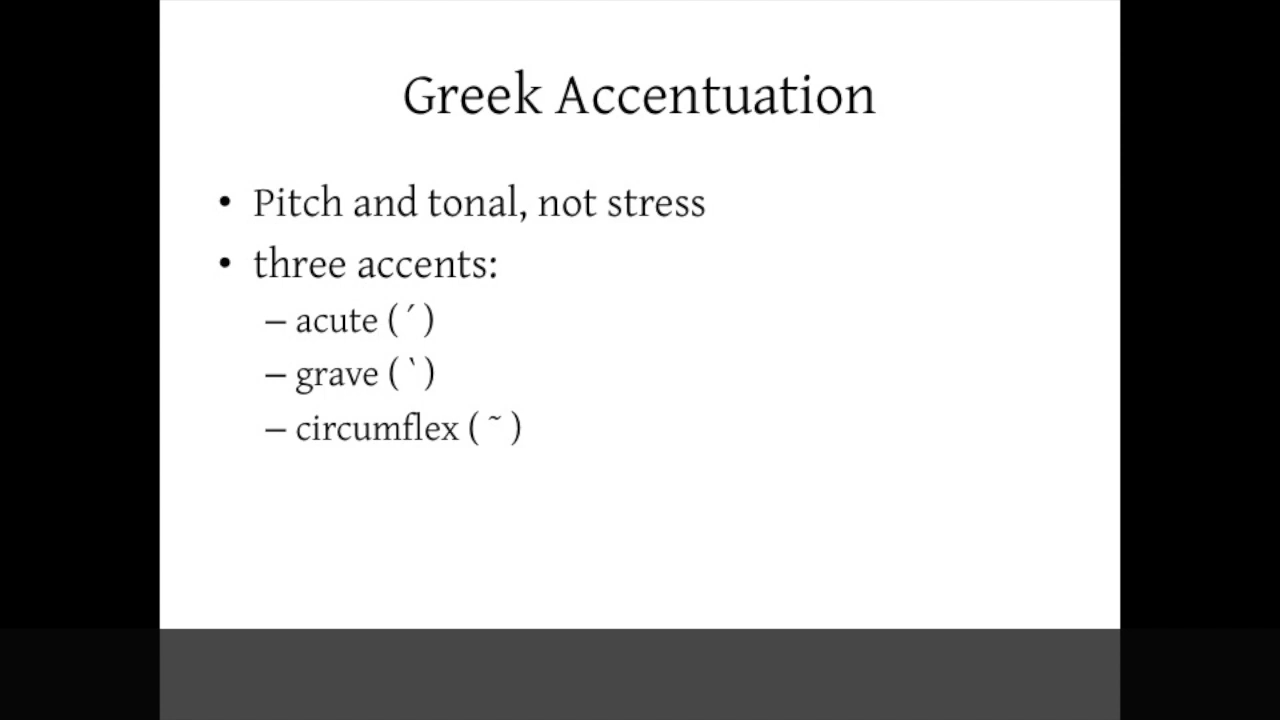 Greek Accentuation
• Pitch and tonal, not stress
• three accents:
– acute ( ´ )
– grave ( ` )
– circumflex ( ˜ )